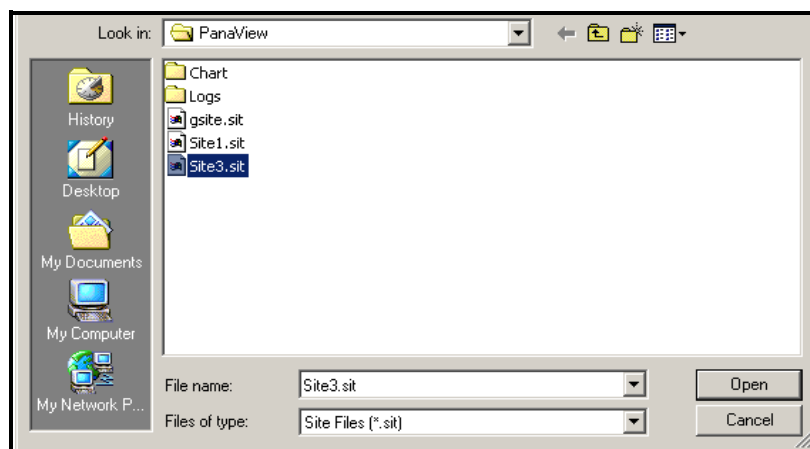 Look in: PanaView
History
Desktop
My Documents
My Computer
My Network P...
Chart
Logs
gsite.sit
Site1.sit
Site3.sit
File name: Site3.sit Open
Files of type: Site Files (*.sit) Cancel